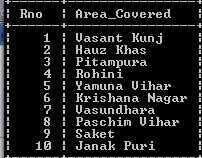 Rno | Area_Covered
1 | Vasant Kunj
2 | Hauz Khas
3 | Pitampura
4 | Rohini
5 | Yamuna Vihar
6 | Krishana Nagar
7 | Vasundhara
8 | Paschim Vihar
9 | Saket
10 | Janak Puri